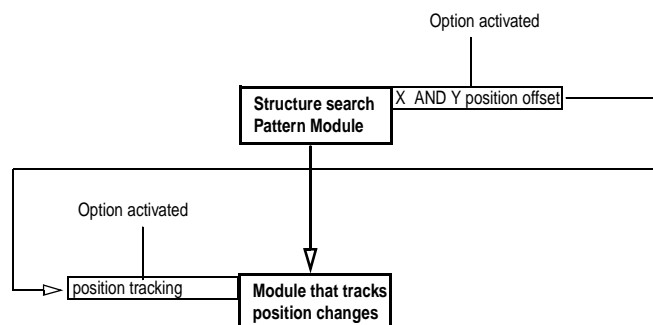 Option activated
Structure search
Pattern Module
X AND Y position offset
Option activated
position tracking
Module that tracks
position changes